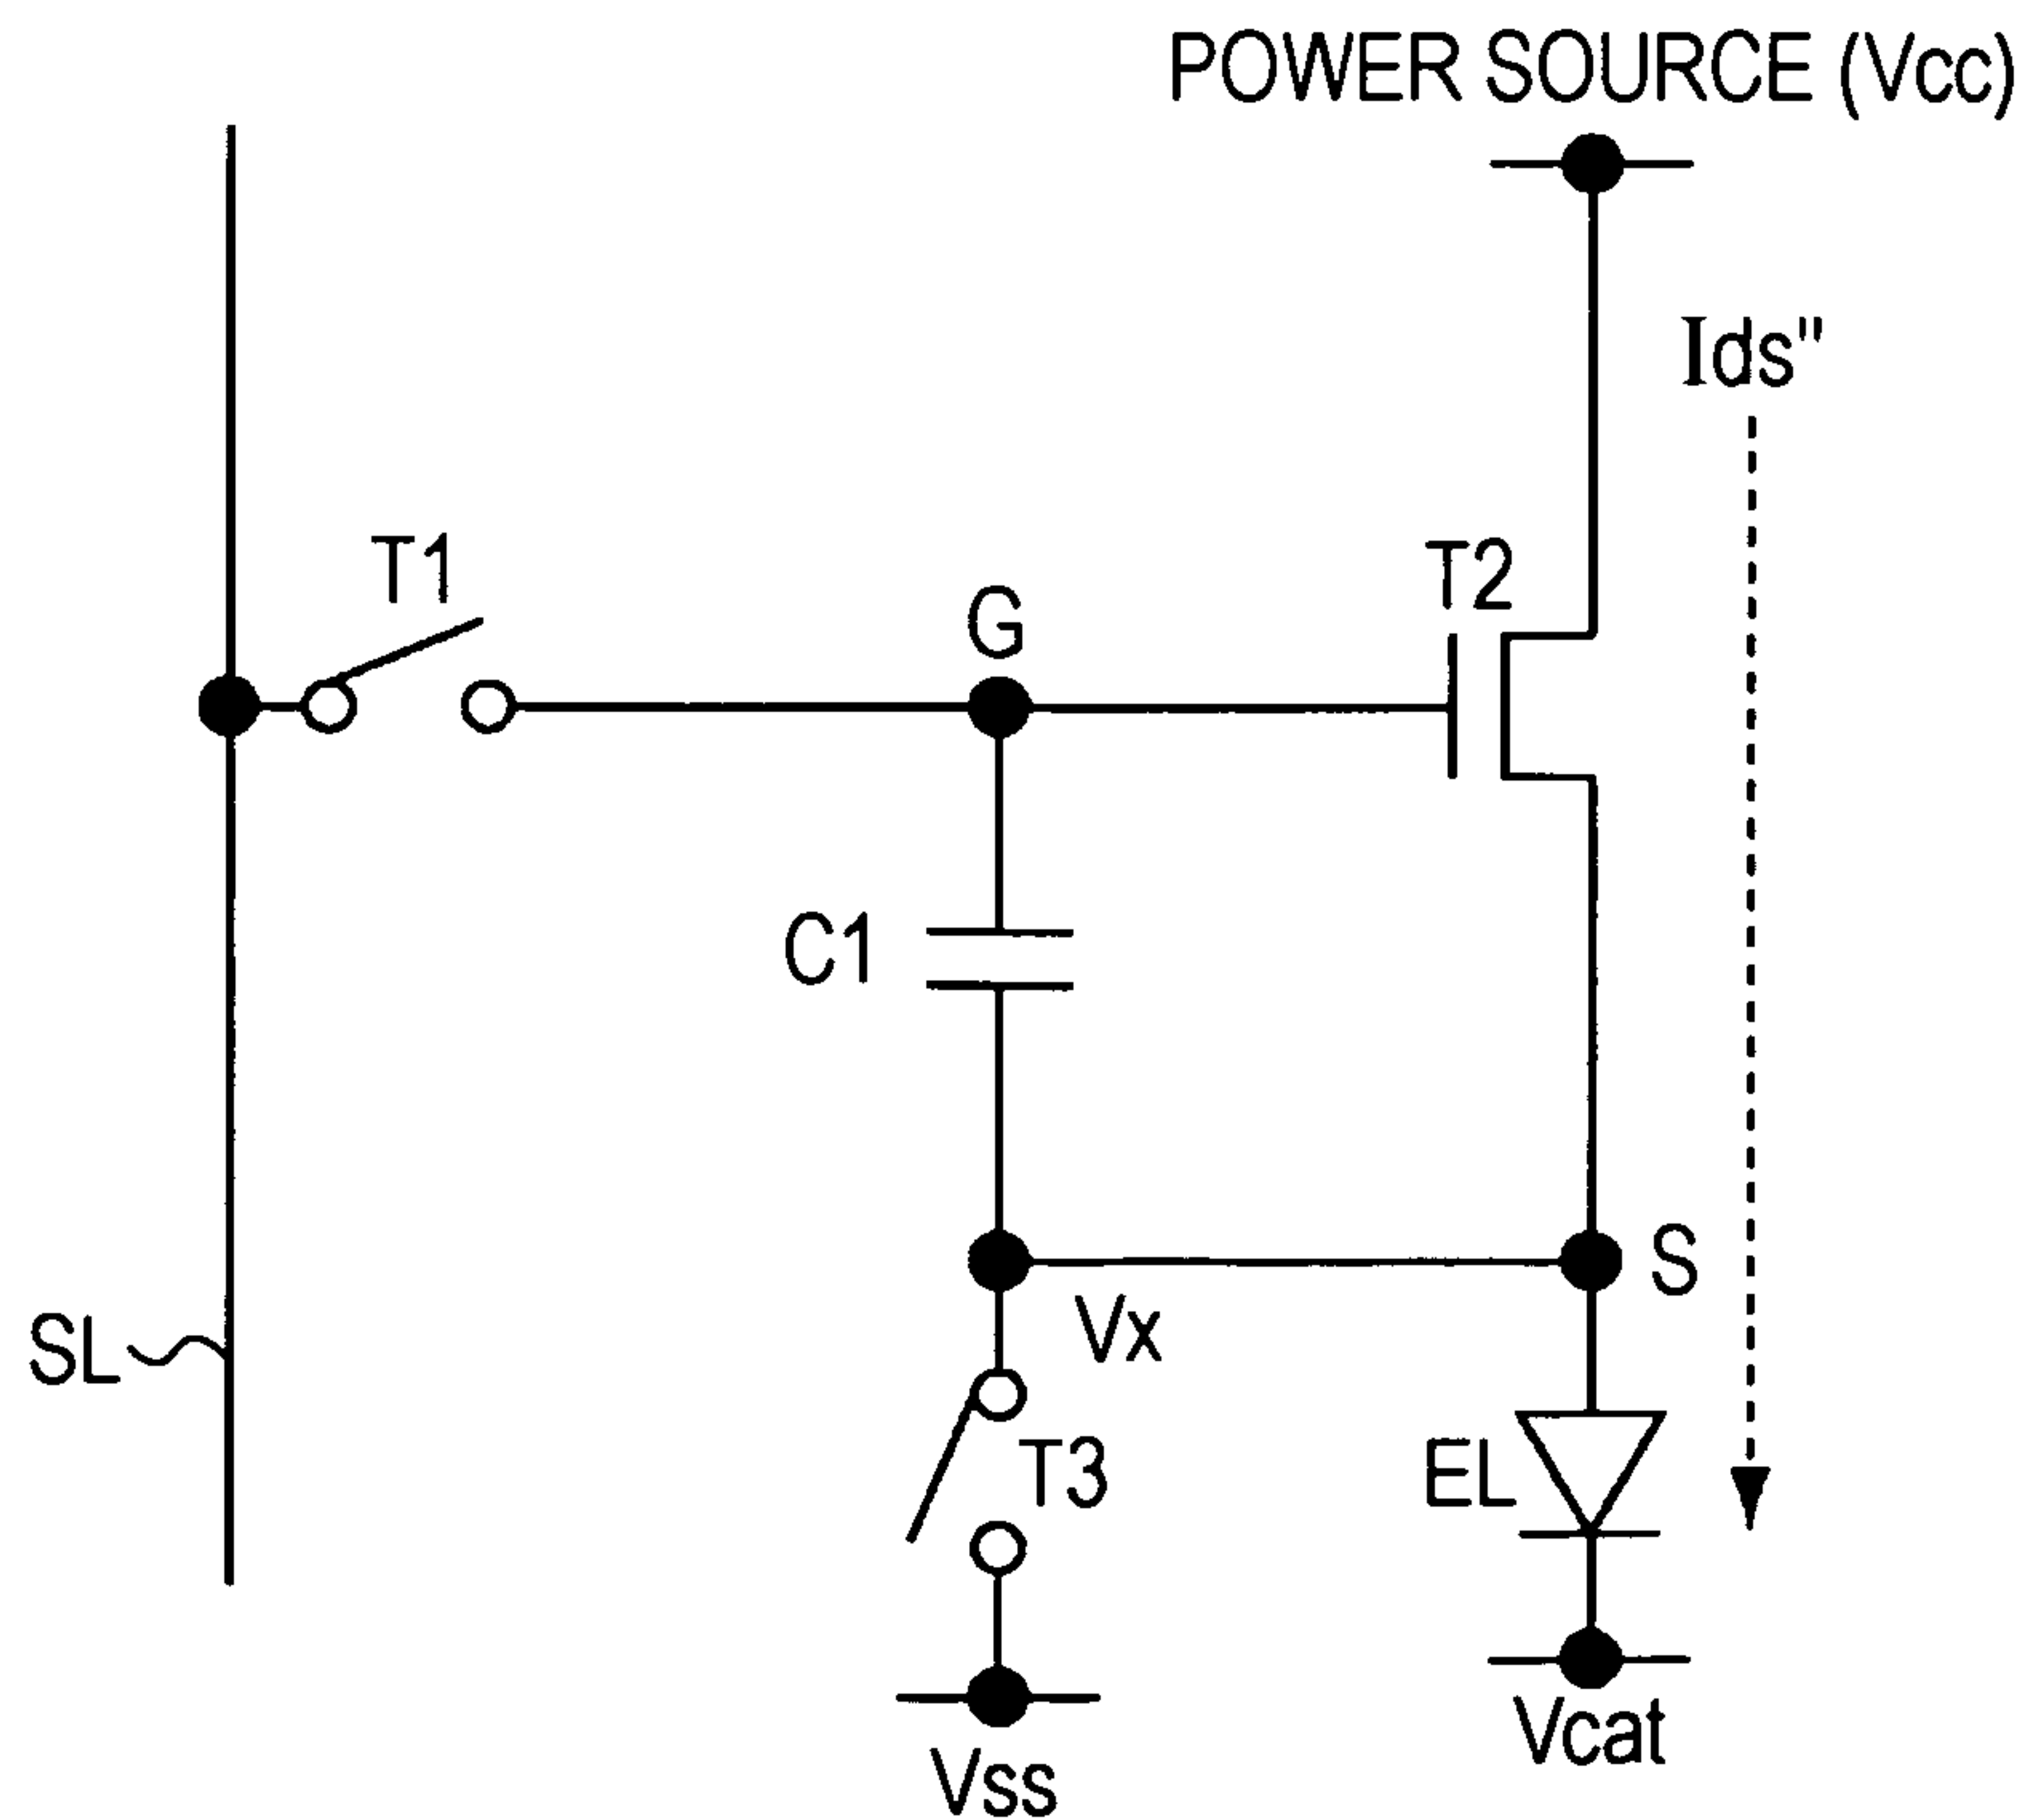 POWER SOURCE (Vcc)
Ids"
T1
G
T2
C1
S
Vx
SL
T3
EL
Vcat
Vss